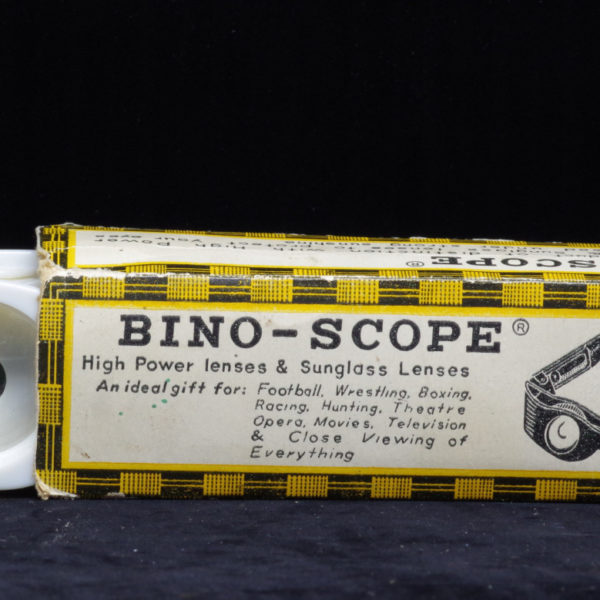 SCOPE®
BINO-SCOPE®
High Power lenses & Sunglass Lenses
An ideal gift for: Football, Wrestling, Boxing,
Racing, Hunting, Theatre
Opera, Movies, Television
& Close Viewing of
Everything